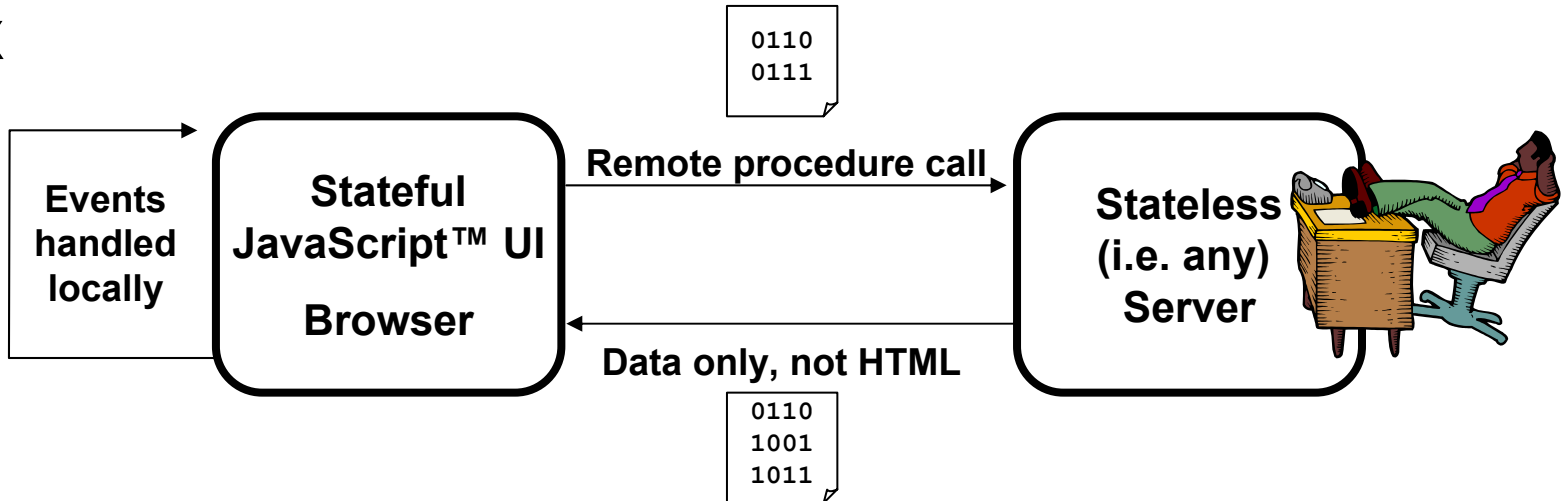 0110
0111
Events
handled
locally
Stateful
JavaScript™ UI
Browser
Remote procedure call
Data only, not HTML
0110
1001
1011
Stateless
(i.e. any)
Server